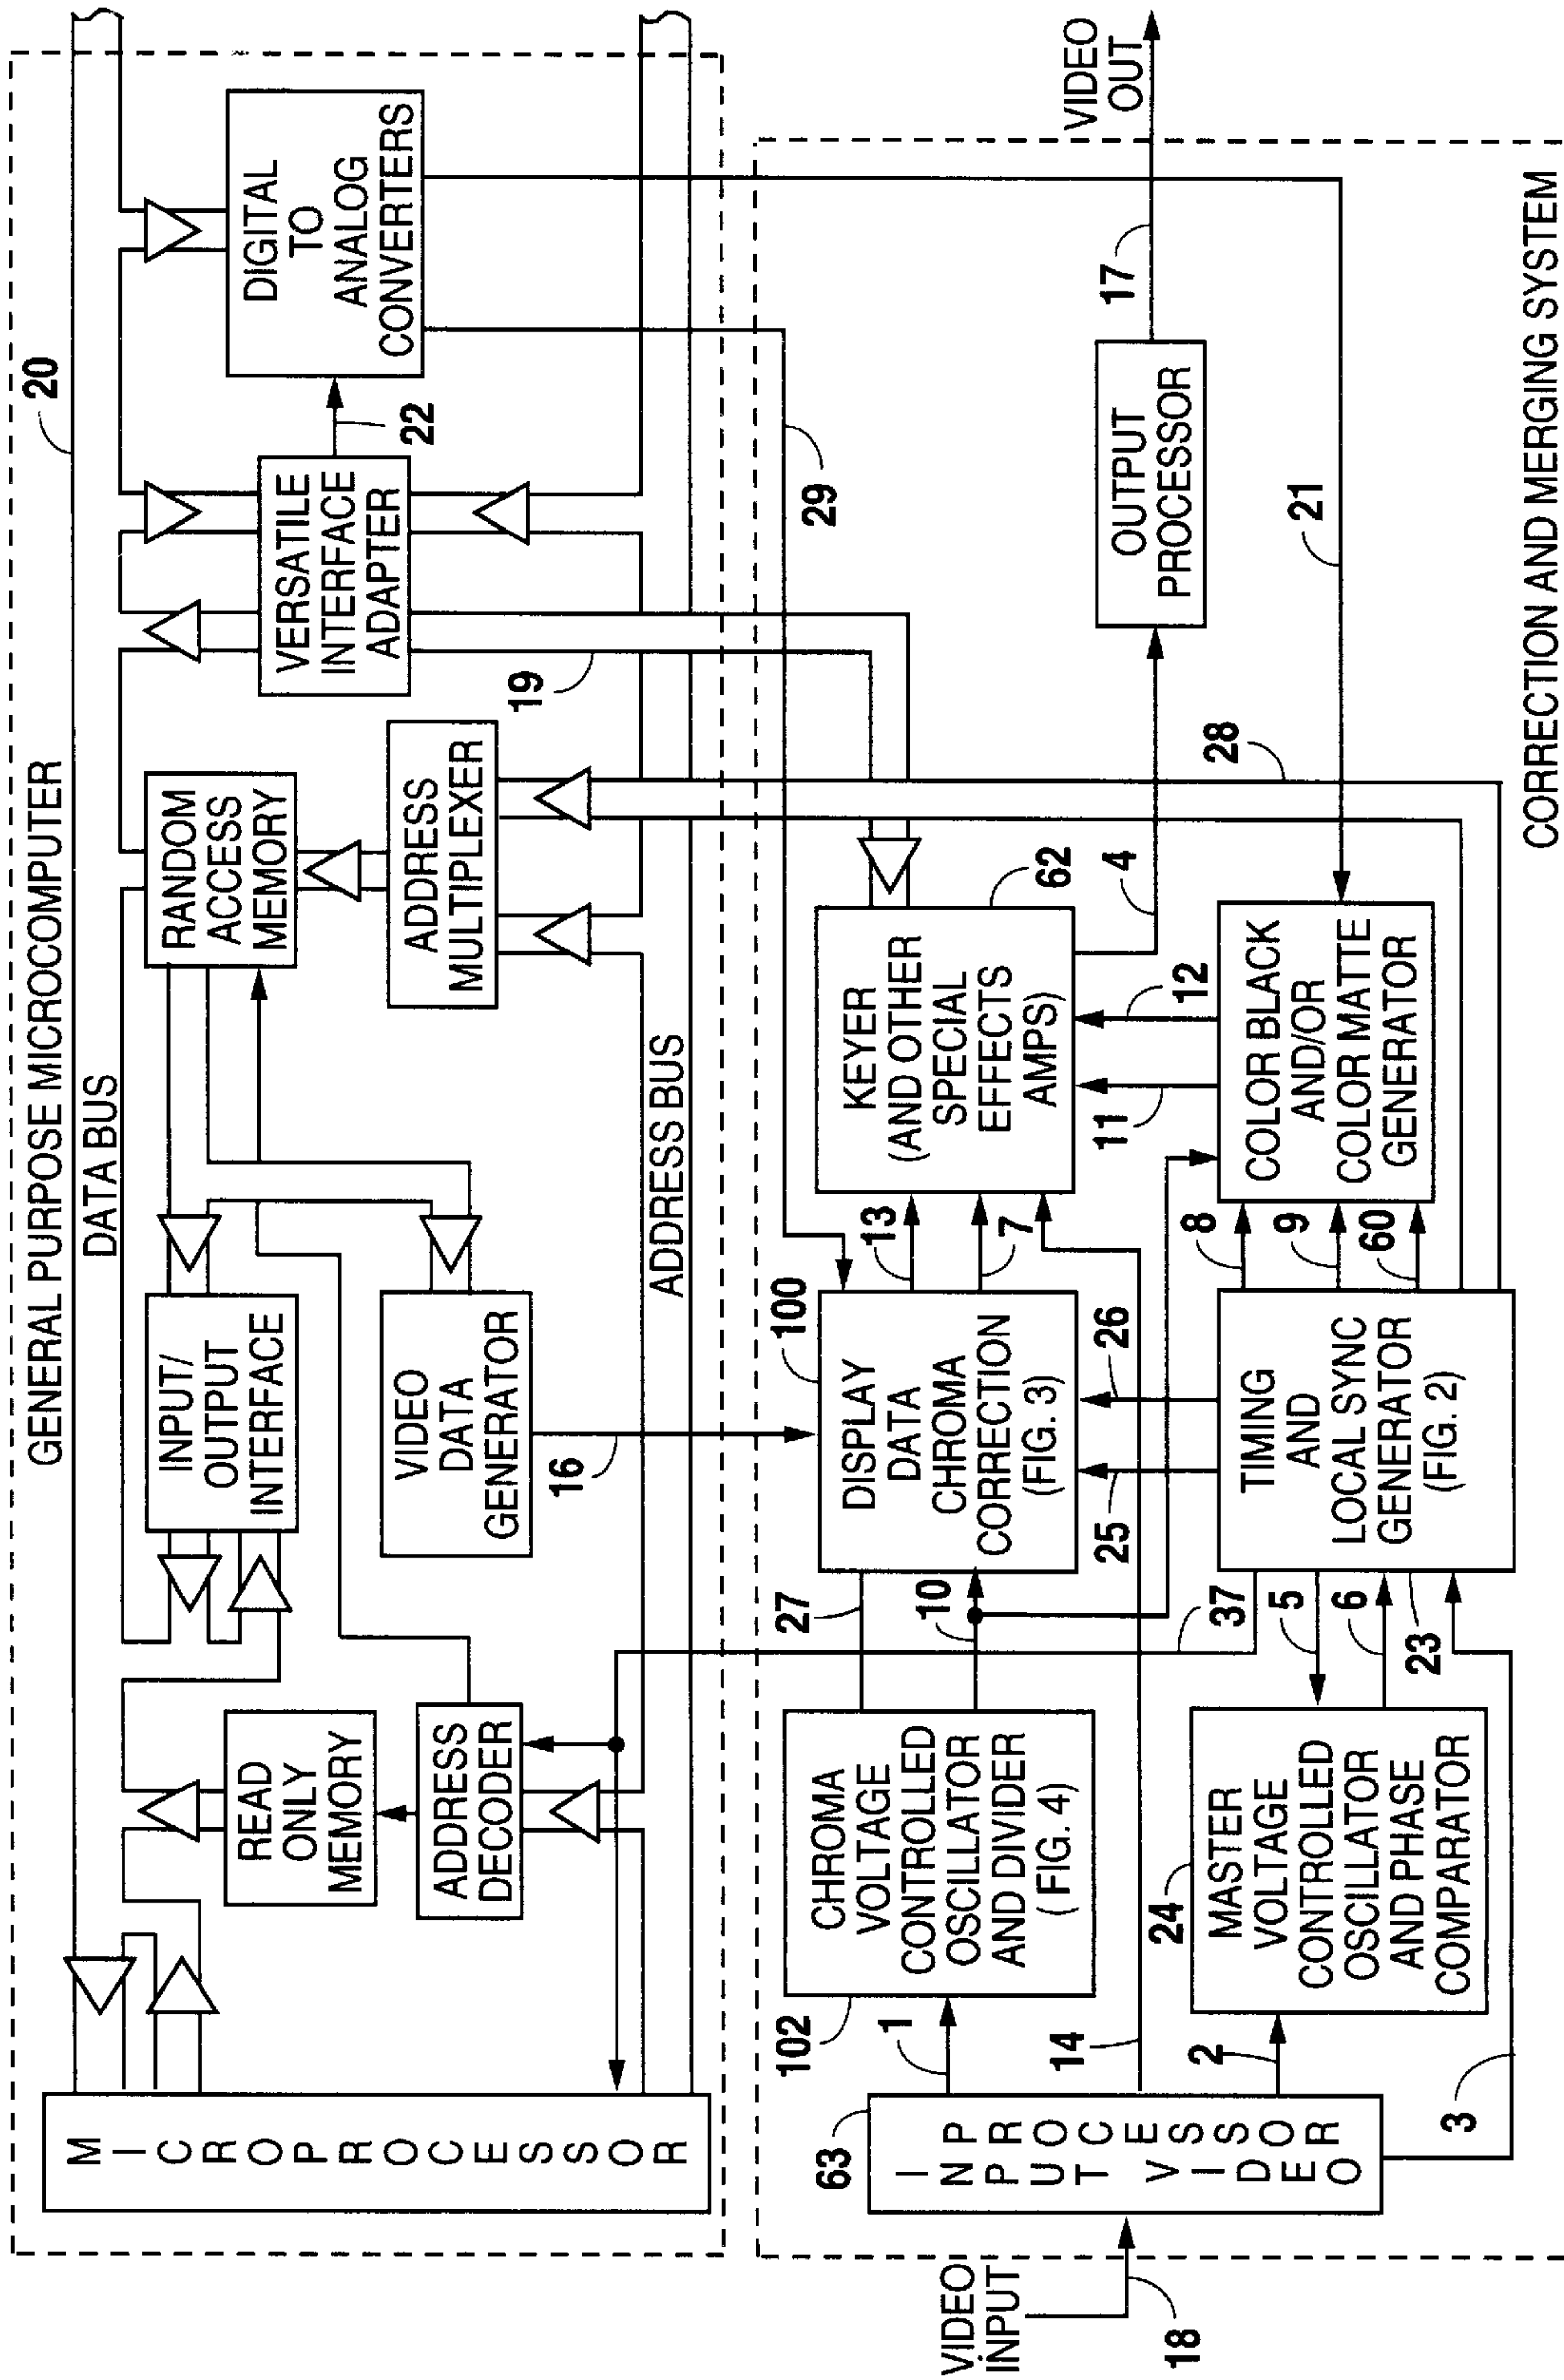 GENERAL PURPOSE MICROCOMPUTER
20
DATA BUS
MICROPROCESSOR
READ
ONLY
MEMORY
ADDRESS
DECODER
INPUT/
OUTPUT
INTERFACE
VIDEO
DATA
GENERATOR
16
RANDOM
ACCESS
MEMORY
ADDRESS
MULTIPLEXER
VERSATILE
INTERFACE
ADAPTER
19
22
DIGITAL
TO
ANALOG
CONVERTERS
ADDRESS BUS
VIDEO
INPUT
18
63
INPUT VIDEO
PROCESSOR
1
14
2
3
102
CHROMA
VOLTAGE
CONTROLLED
OSCILLATOR
AND DIVIDER
(FIG. 4)
24
MASTER
VOLTAGE
CONTROLLED
OSCILLATOR
AND PHASE
COMPARATOR
27
10
37
5
6
23
100
DISPLAY
DATA
CHROMA
CORRECTION
(FIG. 3)
25
26
TIMING
AND
LOCAL SYNC
GENERATOR
(FIG. 2)
13
7
8
9
60
KEYER
(AND OTHER
SPECIAL
EFFECTS
AMPS)
62
11
12
COLOR BLACK
AND/OR
COLOR MATTE
GENERATOR
4
28
29
21
OUTPUT
PROCESSOR
17
VIDEO
OUT
CORRECTION AND MERGING SYSTEM